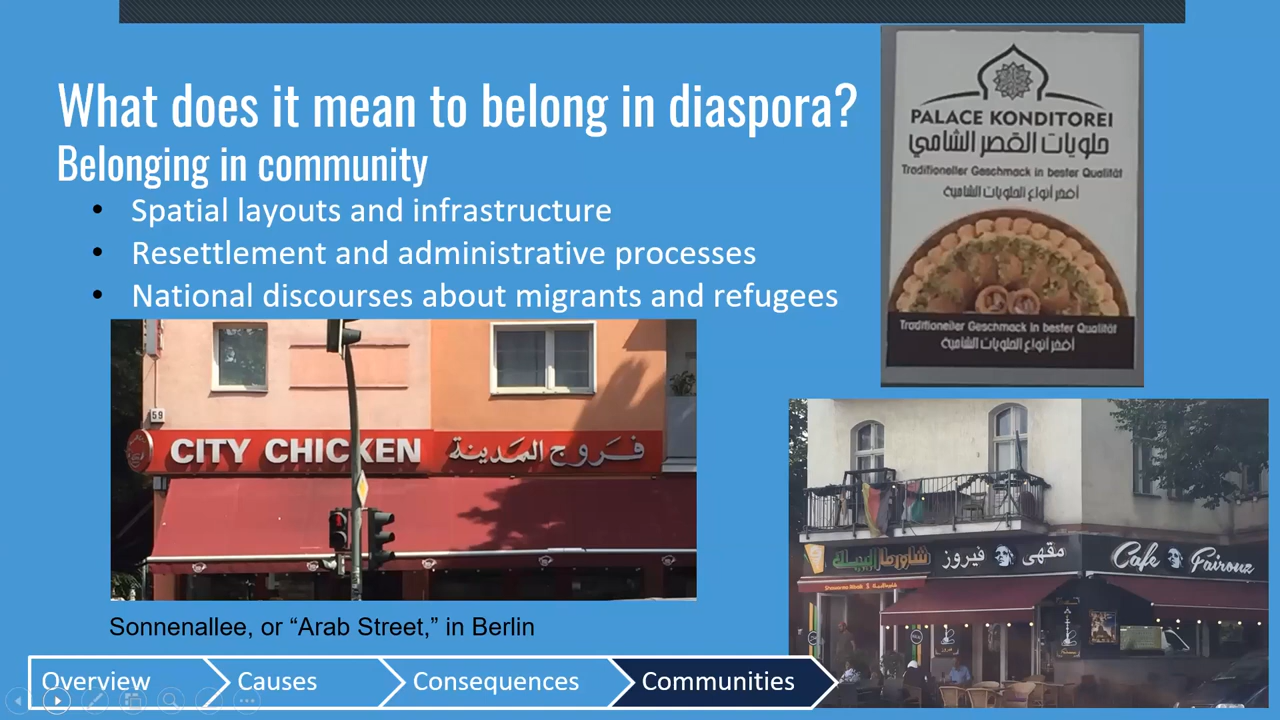 What does it mean to belong in diaspora?
Belonging in community
• Spatial layouts and infrastructure
• Resettlement and administrative processes
• National discourses about migrants and refugees
PALACE KONDITOREI
حلويات القصر الشامي
Traditioneller Geschmack in bester Qualität
أفخر أنواع الحلويات الشامية
Traditioneller Geschmack in bester Qualität
أفخر أنواع الحلويات الشامية
59
CITY CHICKEN فروج المدينة
شاورما
مقهى فيروز
Cafe Fairouz
Sonnenallee, or “Arab Street,” in Berlin
Overview
Causes
Consequences
Communities